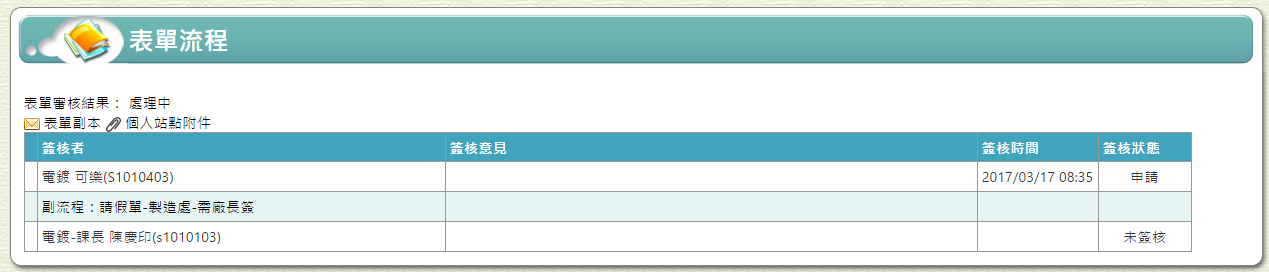 表單流程
表單審核結果： 處理中
表單副本 個人站點附件
簽核者 簽核意見 簽核時間 簽核狀態
電鍍 可樂(S1010403) 2017/03/17 08:35 申請
副流程：請假單-製造處-需廠長簽
電鍍-課長 陳慶印(s1010103) 未簽核